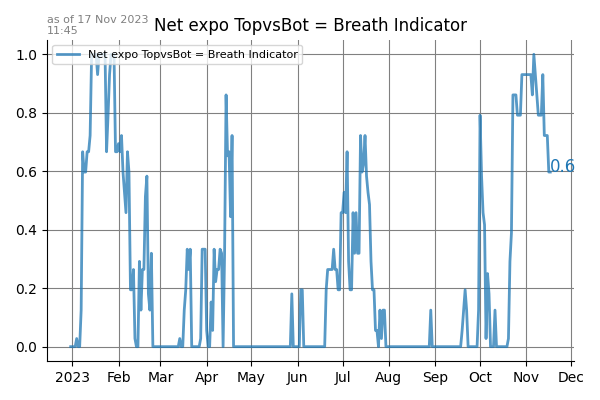 as of 17 Nov 2023
11:45
Net expo TopvsBot = Breath Indicator
Net expo TopvsBot = Breath Indicator
1.0
0.8
0.6
0.4
0.2
0.0
0.6
2023 Feb Mar Apr May Jun Jul Aug Sep Oct Nov Dec